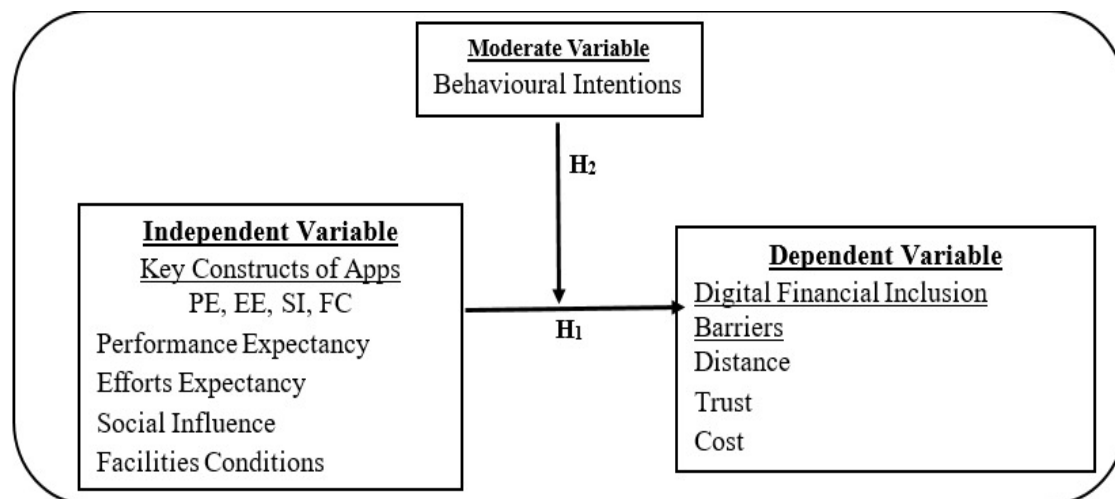 Moderate Variable
Behavioural Intentions
H2
Independent Variable
Key Constructs of Apps
PE, EE, SI, FC
Performance Expectancy
Efforts Expectancy
Social Influence
Facilities Conditions
H1
Dependent Variable
Digital Financial Inclusion
Barriers
Distance
Trust
Cost